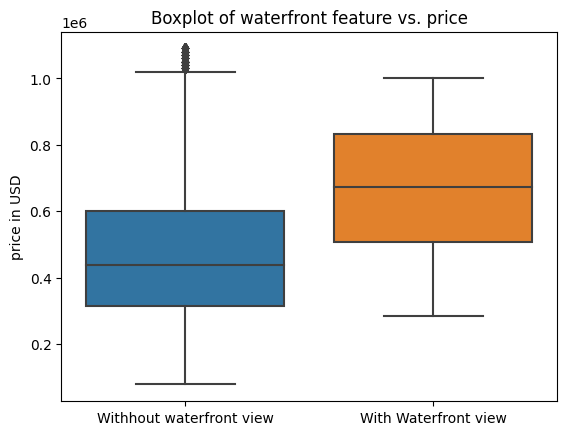 Boxplot of waterfront feature vs. price
1e6
1.0
0.8
0.6
0.4
0.2
price in USD
Withhout waterfront view
With Waterfront view